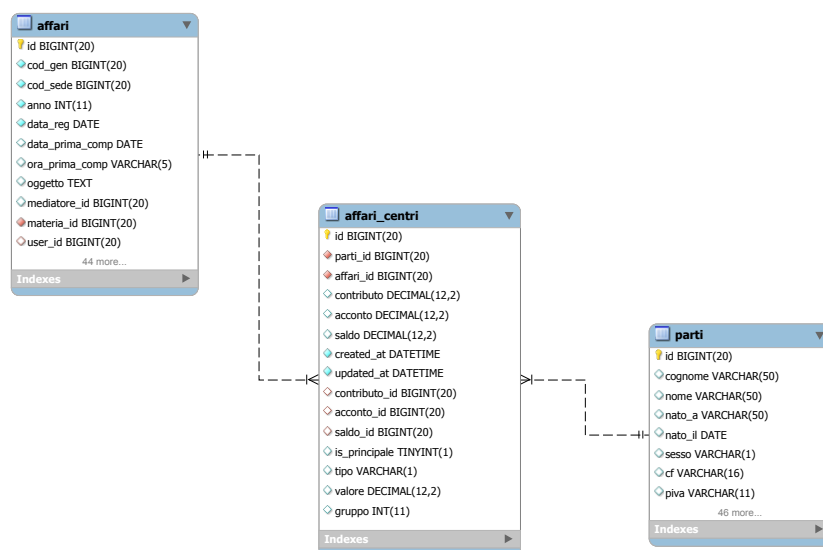 affari
id BIGINT(20)
cod_gen BIGINT(20)
cod_sede BIGINT(20)
anno INT(11)
data_reg DATE
data_prima_comp DATE
ora_prima_comp VARCHAR(5)
oggetto TEXT
mediatore_id BIGINT(20)
materia_id BIGINT(20)
user_id BIGINT(20)
44 more...
Indexes
affari_centri
id BIGINT(20)
parti_id BIGINT(20)
affari_id BIGINT(20)
contributo DECIMAL(12,2)
acconto DECIMAL(12,2)
saldo DECIMAL(12,2)
created_at DATETIME
updated_at DATETIME
contributo_id BIGINT(20)
acconto_id BIGINT(20)
saldo_id BIGINT(20)
is_principale TINYINT(1)
tipo VARCHAR(1)
valore DECIMAL(12,2)
gruppo INT(11)
Indexes
parti
id BIGINT(20)
cognome VARCHAR(50)
nome VARCHAR(50)
nato_a VARCHAR(50)
nato_il DATE
sesso VARCHAR(1)
cf VARCHAR(16)
piva VARCHAR(11)
46 more...
Indexes